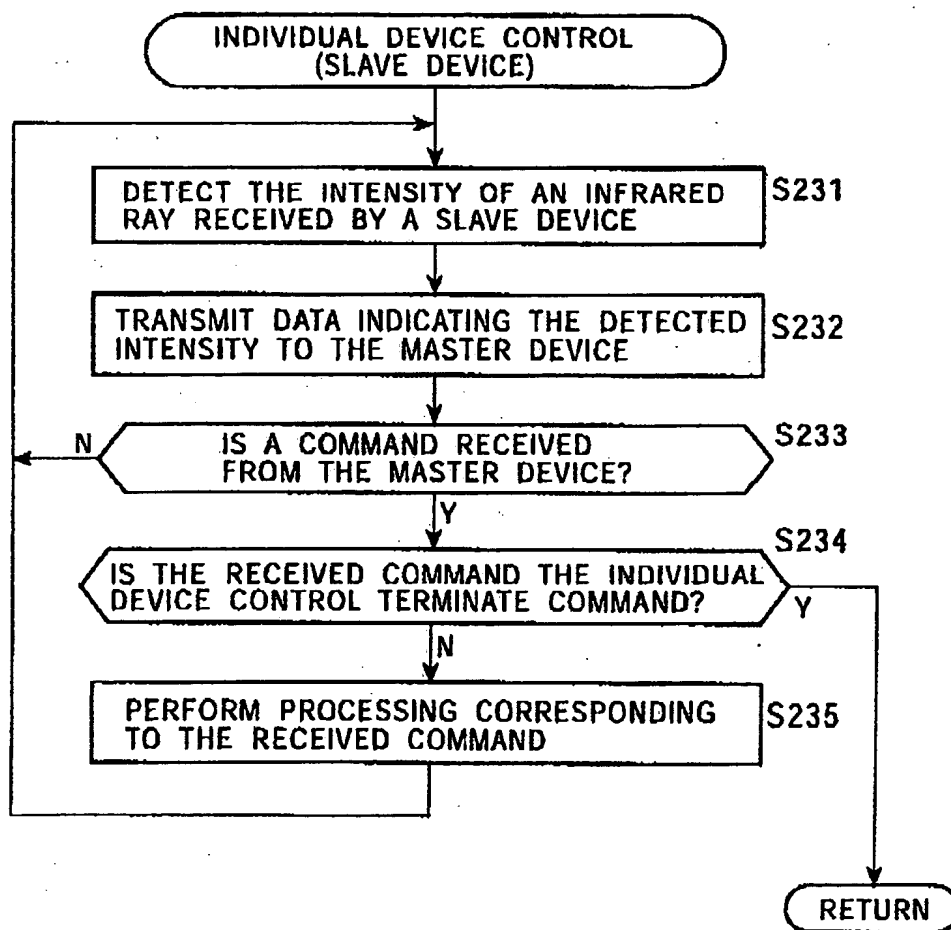 INDIVIDUAL DEVICE CONTROL
(SLAVE DEVICE)
DETECT THE INTENSITY OF AN INFRARED
RAY RECEIVED BY A SLAVE DEVICE
S231
TRANSMIT DATA INDICATING THE DETECTED
INTENSITY TO THE MASTER DEVICE
S232
IS A COMMAND RECEIVED
FROM THE MASTER DEVICE?
S233
N
Y
IS THE RECEIVED COMMAND THE INDIVIDUAL
DEVICE CONTROL TERMINATE COMMAND?
S234
Y
N
PERFORM PROCESSING CORRESPONDING
TO THE RECEIVED COMMAND
S235
RETURN